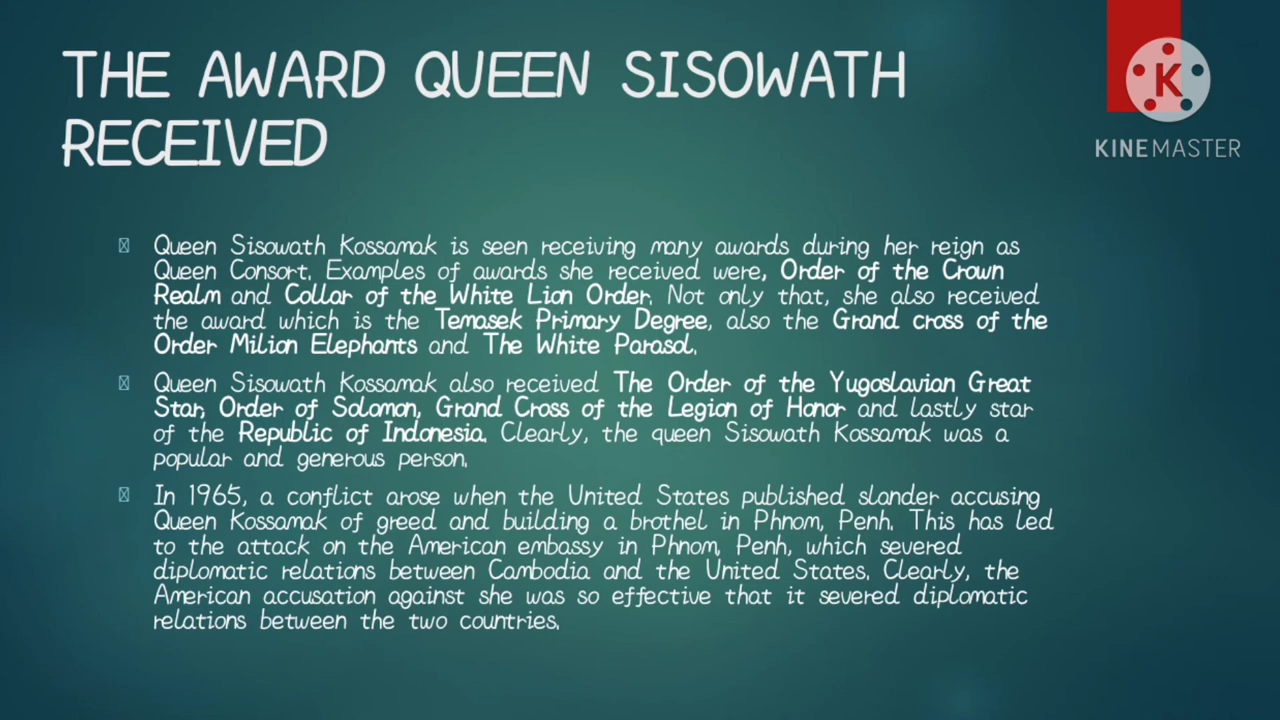 THE AWARD QUEEN SISOWATH
RECEIVED
K
KINEMASTER
Queen Sisowath Kossamak is seen receiving many awards during her reign as
Queen Consort. Examples of awards she received were, Order of the Crown
Realm and Collar of the White Lion Order. Not only that, she also received
the award which is the Temasek Primary Degree, also the Grand cross of the
Order Milion Elephants and The White Parasol.
Queen Sisowath Kossamak also received The Order of the Yugoslavian Great
Star, Order of Solomon, Grand Cross of the Legion of Honor and lastly star
of the Republic of Indonesia. Clearly, the queen Sisowath Kossamak was a
popular and generous person.
In 1965, a conflict arose when the United States published slander accusing
Queen Kossamak of greed and building a brothel in Phnom, Penh. This has led
to the attack on the American embassy in Phnom, Penh, which severed
diplomatic relations between Cambodia and the United States. Clearly, the
American accusation against she was so effective that it severed diplomatic
relations between the two countries.